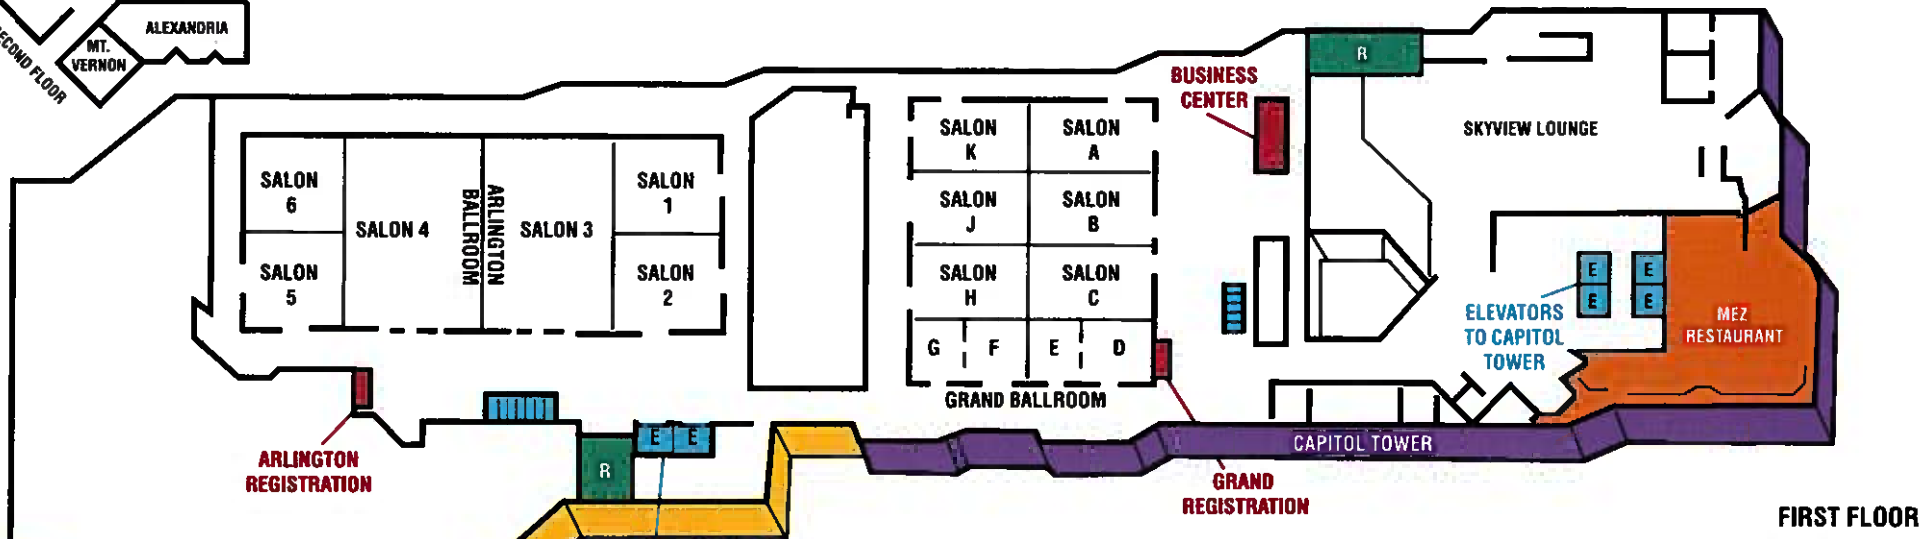 SECOND FLOOR
MT.
VERNON
ALEXANDRIA
SALON
6
SALON
5
SALON 4
ARLINGTON
BALLROOM
SALON 3
SALON
1
SALON
2
ARLINGTON
REGISTRATION
R
E E
SALON
K
SALON
A
SALON
J
SALON
B
SALON
H
SALON
C
G F E D
GRAND BALLROOM
BUSINESS
CENTER
R
SKYVIEW LOUNGE
E E
E E
ELEVATORS
TO CAPITOL
TOWER
MEZ
RESTAURANT
CAPITOL TOWER
GRAND
REGISTRATION
FIRST FLOOR